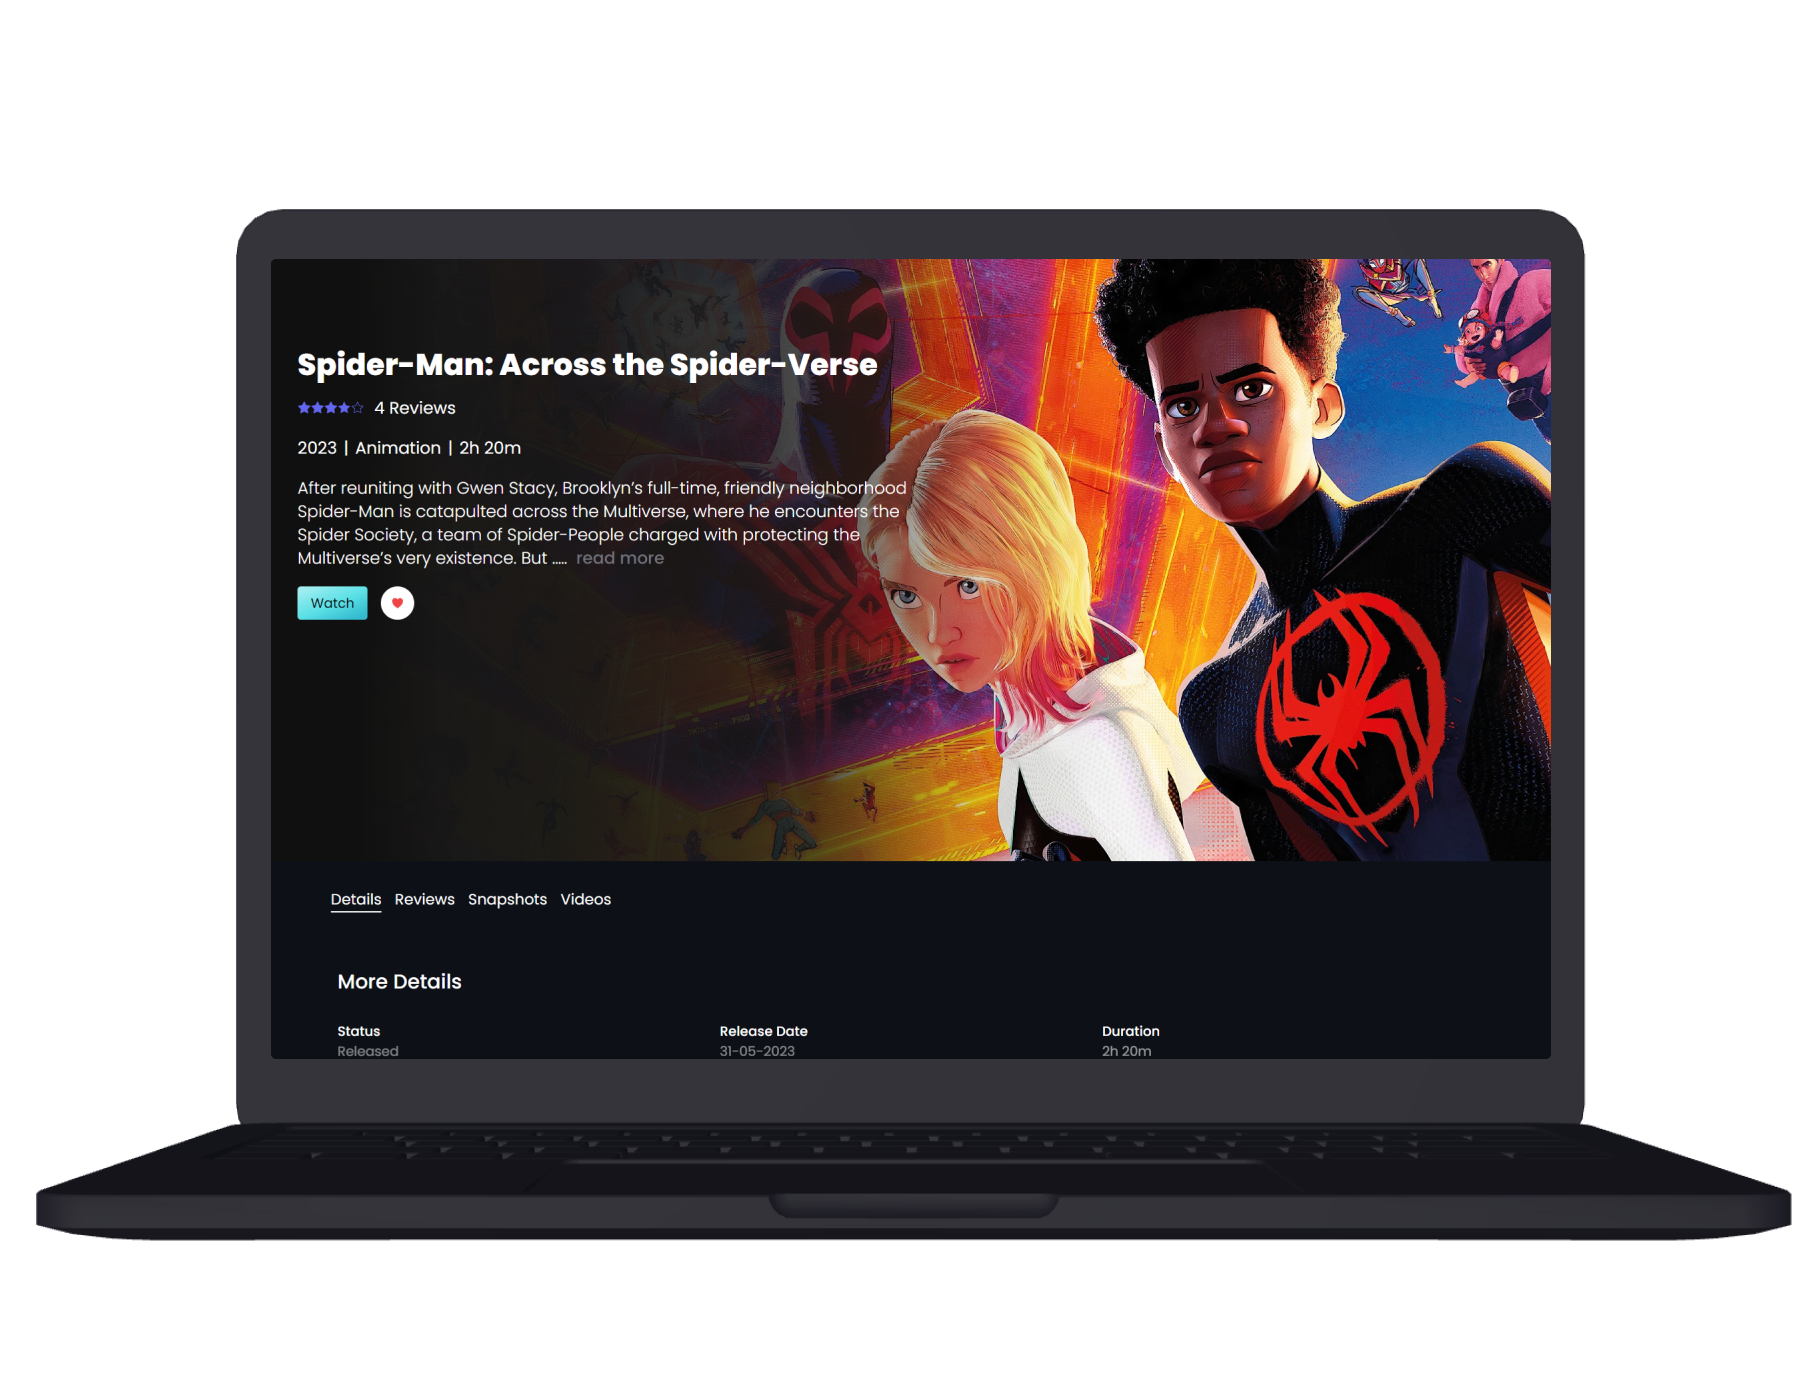 Spider-Man: Across the Spider-Verse
4 Reviews
2023 | Animation | 2h 20m
After reuniting with Gwen Stacy, Brooklyn’s full-time, friendly neighborhood
Spider-Man is catapulted across the Multiverse, where he encounters the
Spider Society, a team of Spider-People charged with protecting the
Multiverse’s very existence. But ..... read more
Watch
Details Reviews Snapshots Videos
More Details
Status Release Date Duration
Released 31-05-2023 2h 20m